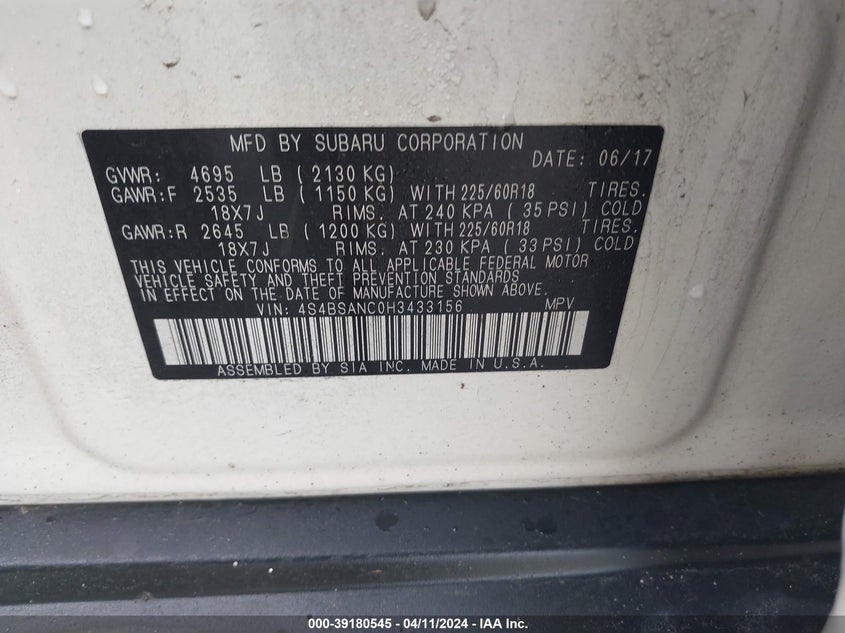 MFD BY SUBARU CORPORATION
DATE: 06/17
GVWR: 4695 LB ( 2130 KG)
GAWR:F 2535 LB ( 1150 KG) WITH 225/60R18 TIRES.
18X7J RIMS. AT 240 KPA ( 35 PSI) COLD
GAWR:R 2645 LB ( 1200 KG) WITH 225/60R18 TIRES.
18X7J RIMS. AT 230 KPA ( 33 PSI) COLD
THIS VEHICLE CONFORMS TO ALL APPLICABLE FEDERAL MOTOR
VEHICLE SAFETY AND THEFT PREVENTION STANDARDS
IN EFFECT ON THE DATE OF MANUFACTURE SHOWN ABOVE.
VIN: 4S4BSANC0H3433156 MPV
ASSEMBLED BY SIA INC. MADE IN U.S.A.
000-39180545 - 04/11/2024 - IAA Inc.